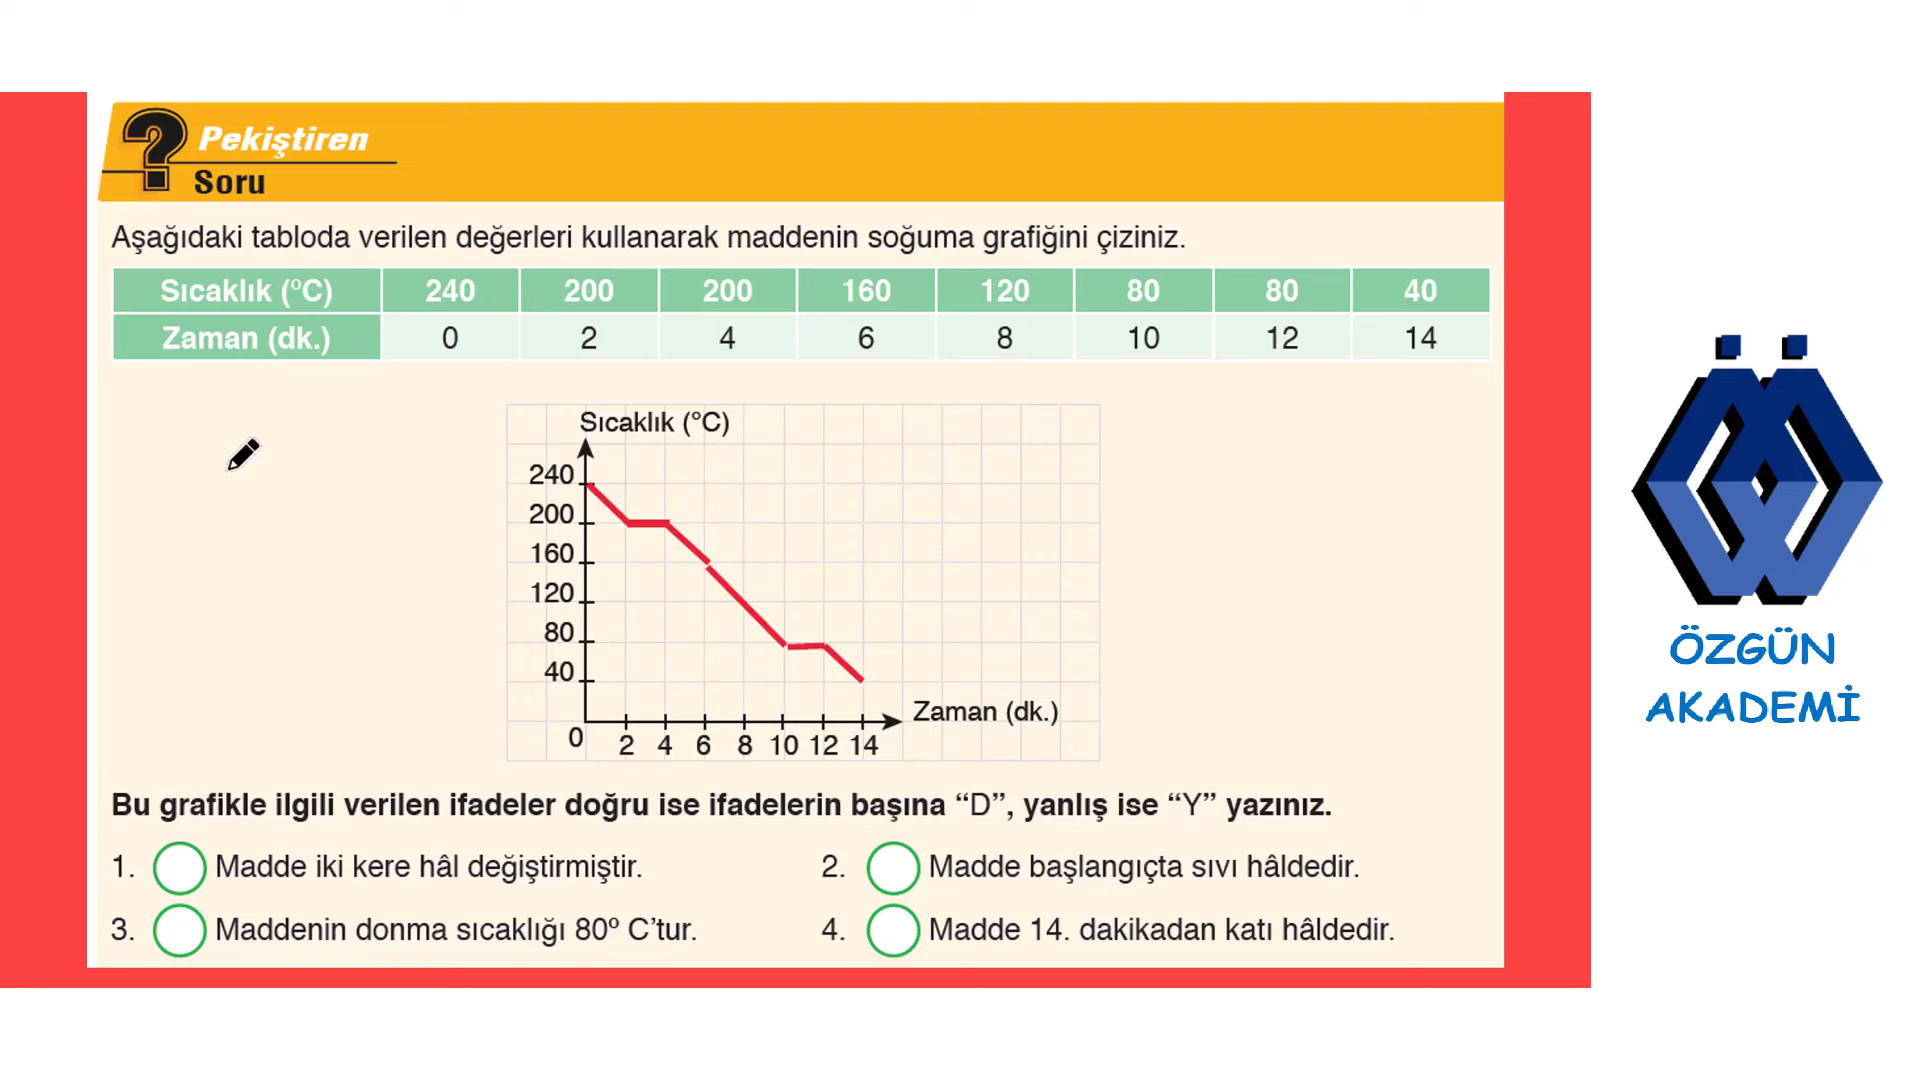 ? Pekiştiren
Soru
Aşağıdaki tabloda verilen değerleri kullanarak maddenin soğuma grafiğini çiziniz.
Sıcaklık (ºC) 240 200 200 160 120 80 80 40
Zaman (dk.) 0 2 4 6 8 10 12 14
Sıcaklık (°C)
240
200
160
120
80
40
Zaman (dk.)
0 2 4 6 8 10 12 14
Bu grafikle ilgili verilen ifadeler doğru ise ifadelerin başına “D”, yanlış ise “Y” yazınız.
1. Madde iki kere hâl değiştirmiştir.
2. Madde başlangıçta sıvı hâldedir.
3. Maddenin donma sıcaklığı 80º C’tur.
4. Madde 14. dakikadan katı hâldedir.
ÖZGÜN
AKADEMİ